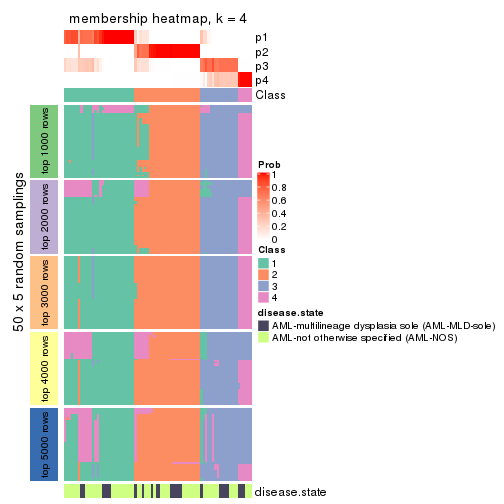 membership heatmap, k = 4
p1
p2
p3
p4
Class
50 x 5 random samplings
top 1000 rows
top 2000 rows
top 3000 rows
top 4000 rows
top 5000 rows
Prob
1
0.8
0.6
0.4
0.2
0
Class
1
2
3
4
disease.state
AML-multilineage dysplasia sole (AML-MLD-sole)
AML-not otherwise specified (AML-NOS)
disease.state